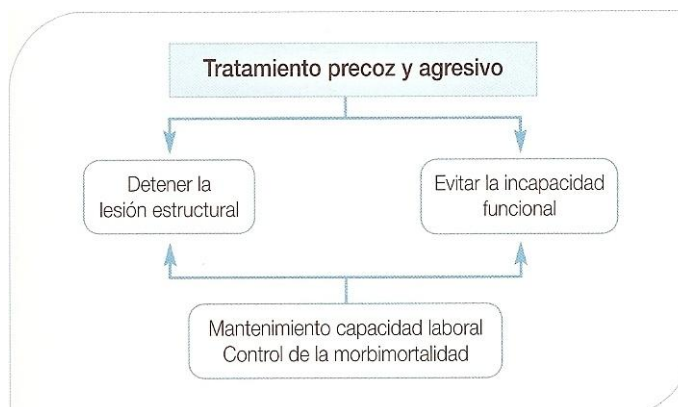 Tratamiento precoz y agresivo
Detener la
lesión estructural
Evitar la incapacidad
funcional
Mantenimiento capacidad laboral
Control de la morbimortalidad